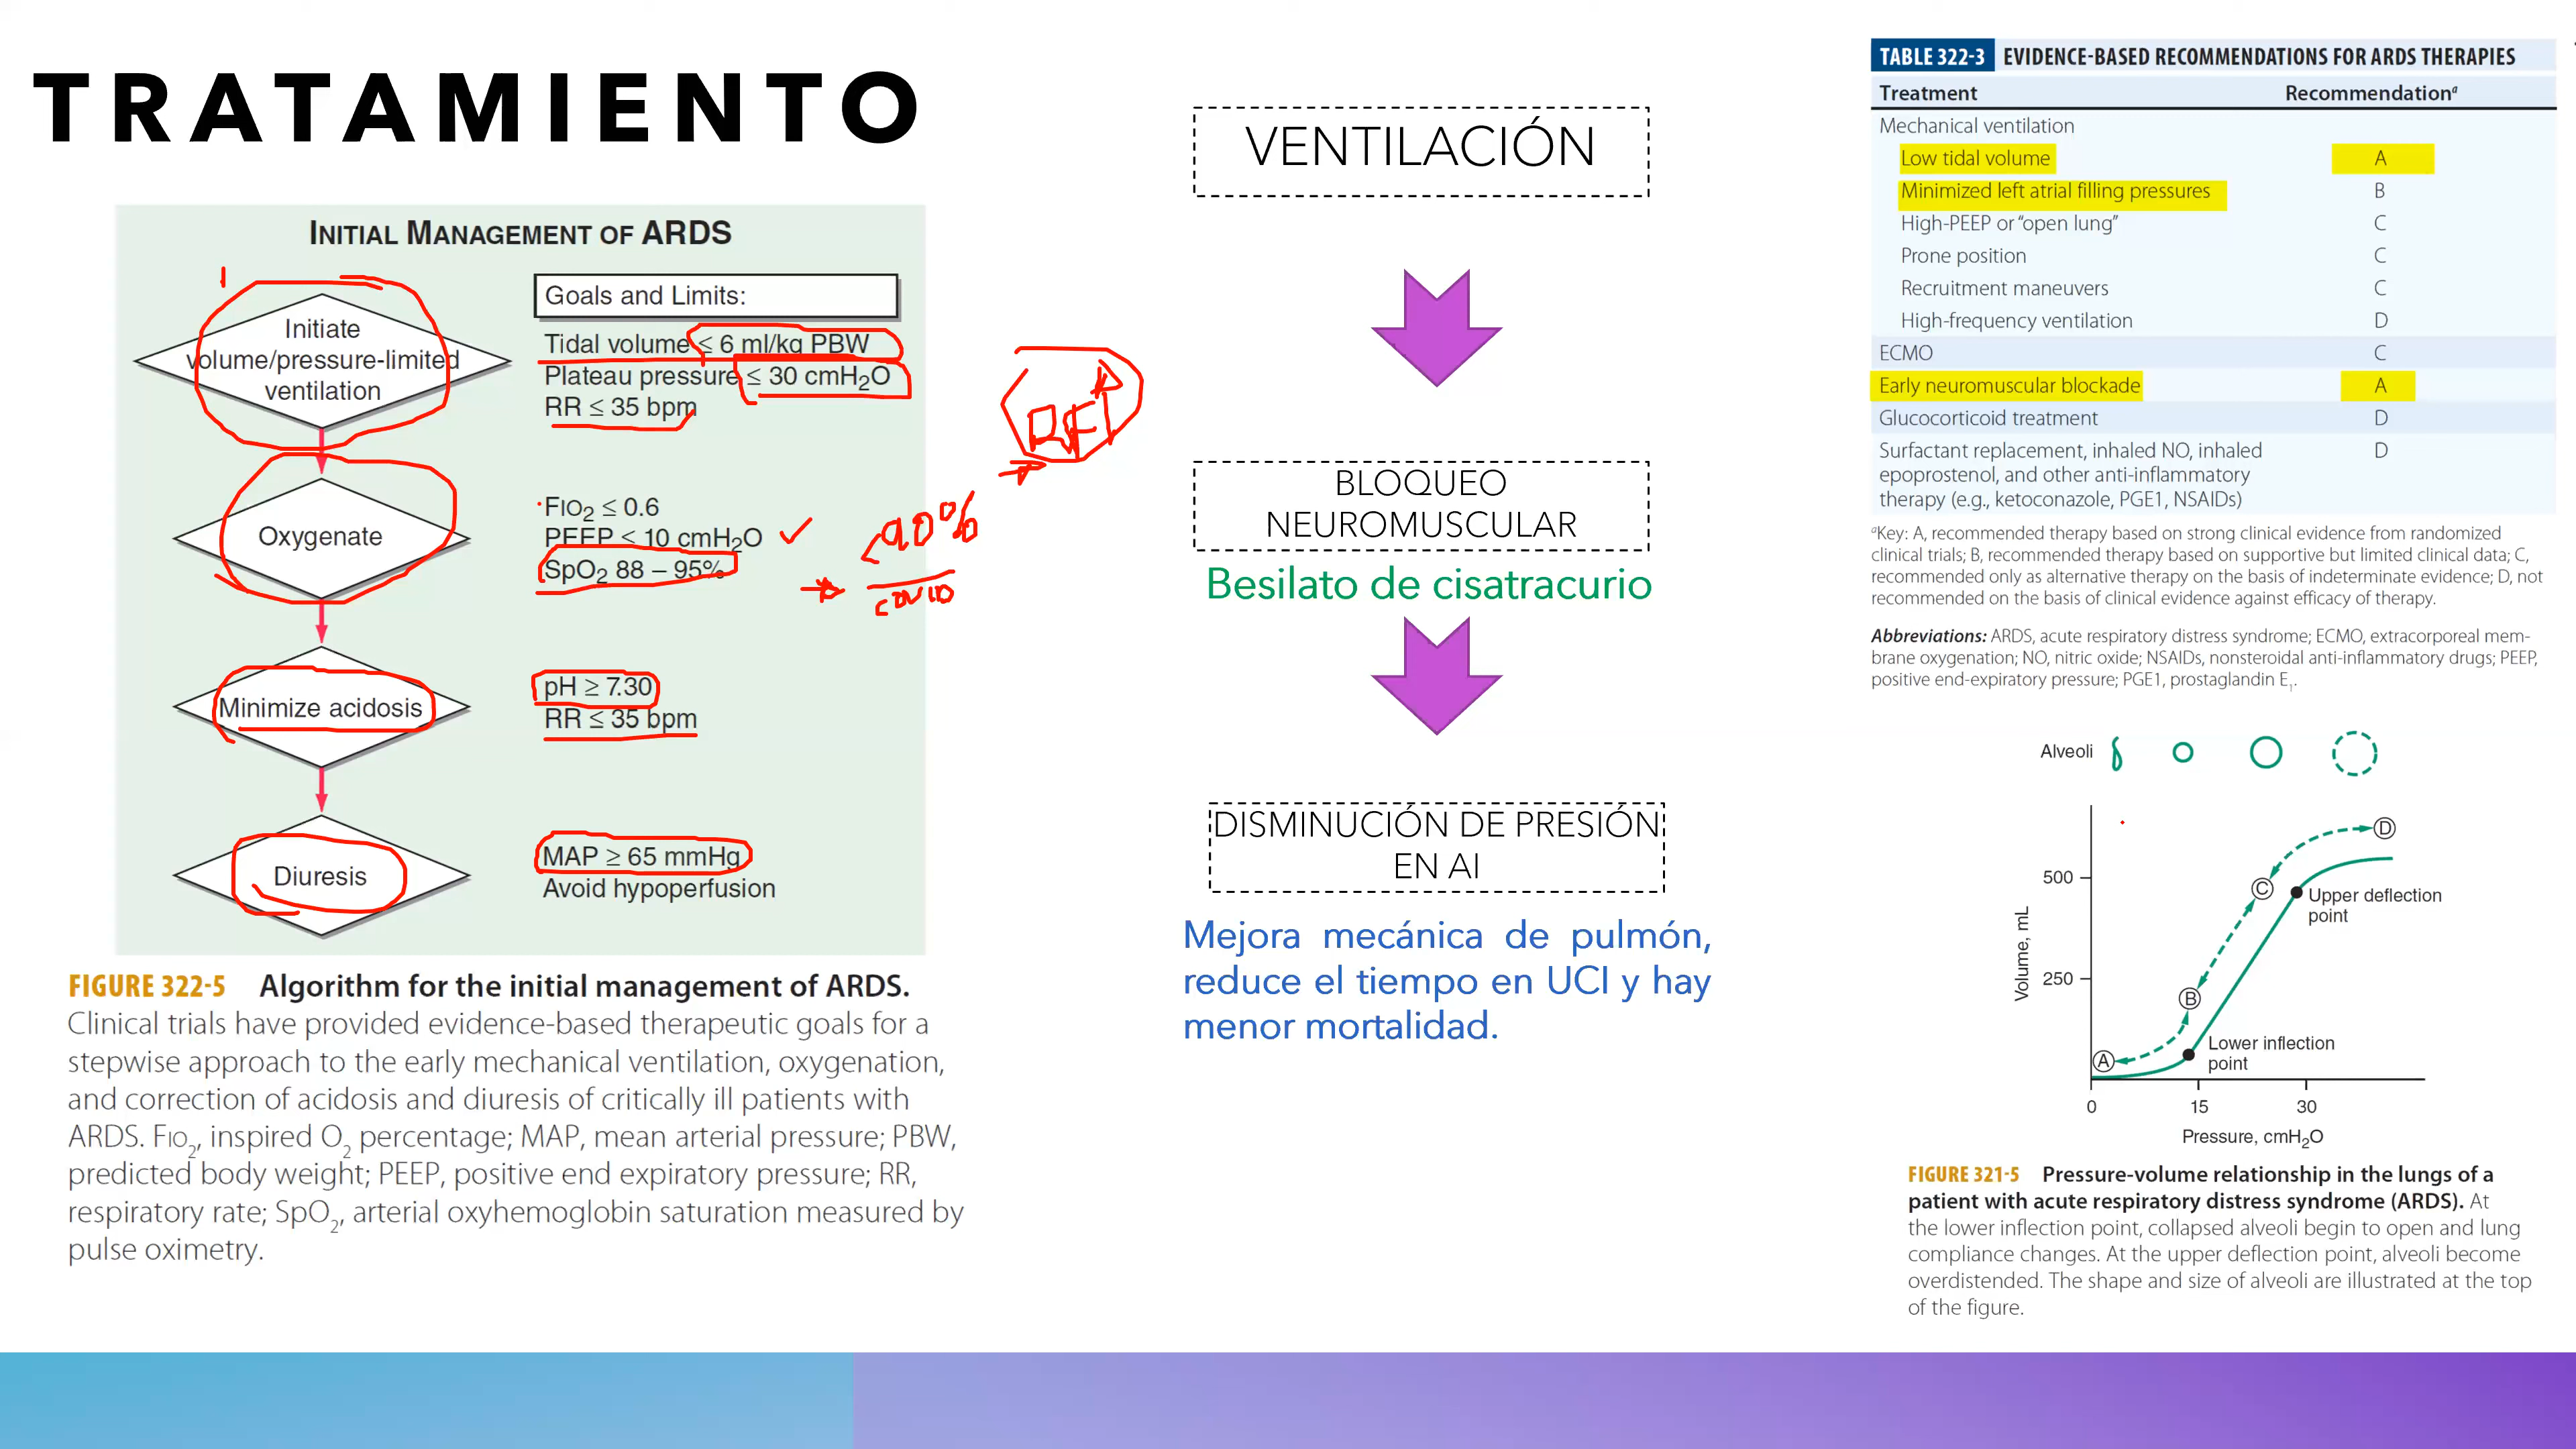 TRATAMIENTO
INITIAL MANAGEMENT OF ARDS
Initiate
volume/pressure-limited
ventilation
Goals and Limits:
Tidal volume ≤ 6 ml/kg PBW
Plateau pressure ≤ 30 cmH2O
RR ≤ 35 bpm
Oxygenate
FIO2 ≤ 0.6
PEEP ≤ 10 cmH2O
SpO2 88 – 95%
<90%
COVID
Minimize acidosis
pH ≥ 7.30
RR ≤ 35 bpm
Diuresis
MAP ≥ 65 mmHg
Avoid hypoperfusion
FIGURE 322-5 Algorithm for the initial management of ARDS.
Clinical trials have provided evidence-based therapeutic goals for a
stepwise approach to the early mechanical ventilation, oxygenation,
and correction of acidosis and diuresis of critically ill patients with
ARDS. FIO2, inspired O2 percentage; MAP, mean arterial pressure; PBW,
predicted body weight; PEEP, positive end expiratory pressure; RR,
respiratory rate; SpO2, arterial oxyhemoglobin saturation measured by
pulse oximetry.
VENTILACIÓN
BLOQUEO
NEUROMUSCULAR
Besilato de cisatracurio
DISMINUCIÓN DE PRESIÓN
EN AI
Mejora mecánica de pulmón,
reduce el tiempo en UCI y hay
menor mortalidad.
TABLE 322-3 EVIDENCE-BASED RECOMMENDATIONS FOR ARDS THERAPIES
Treatment Recommendationa
Mechanical ventilation
Low tidal volume A
Minimized left atrial filling pressures B
High-PEEP or “open lung” C
Prone position C
Recruitment maneuvers C
High-frequency ventilation D
ECMO C
Early neuromuscular blockade A
Glucocorticoid treatment D
Surfactant replacement, inhaled NO, inhaled D
epoprostenol, and other anti-inflammatory
therapy (e.g., ketoconazole, PGE1, NSAIDs)
aKey: A, recommended therapy based on strong clinical evidence from randomized
clinical trials; B, recommended therapy based on supportive but limited clinical data; C,
recommended only as alternative therapy on the basis of indeterminate evidence; D, not
recommended on the basis of clinical evidence against efficacy of therapy.
Abbreviations: ARDS, acute respiratory distress syndrome; ECMO, extracorporeal mem-
brane oxygenation; NO, nitric oxide; NSAIDs, nonsteroidal anti-inflammatory drugs; PEEP,
positive end-expiratory pressure; PGE1, prostaglandin E1.
Alveoli
D
C
500
Upper deflection
point
Volume, mL
250
B
Lower inflection
point
A
0 15 30
Pressure, cmH2O
FIGURE 321-5 Pressure-volume relationship in the lungs of a
patient with acute respiratory distress syndrome (ARDS). At
the lower inflection point, collapsed alveoli begin to open and lung
compliance changes. At the upper deflection point, alveoli become
overdistended. The shape and size of alveoli are illustrated at the top
of the figure.